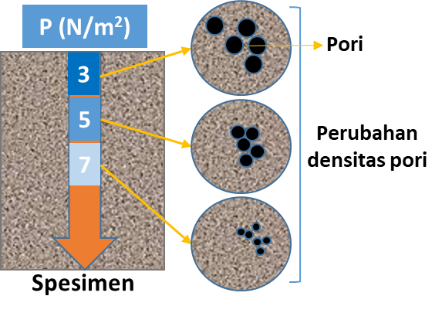 P (N/m²)
3
5
7
Pori
Perubahan
densitas pori
Spesimen